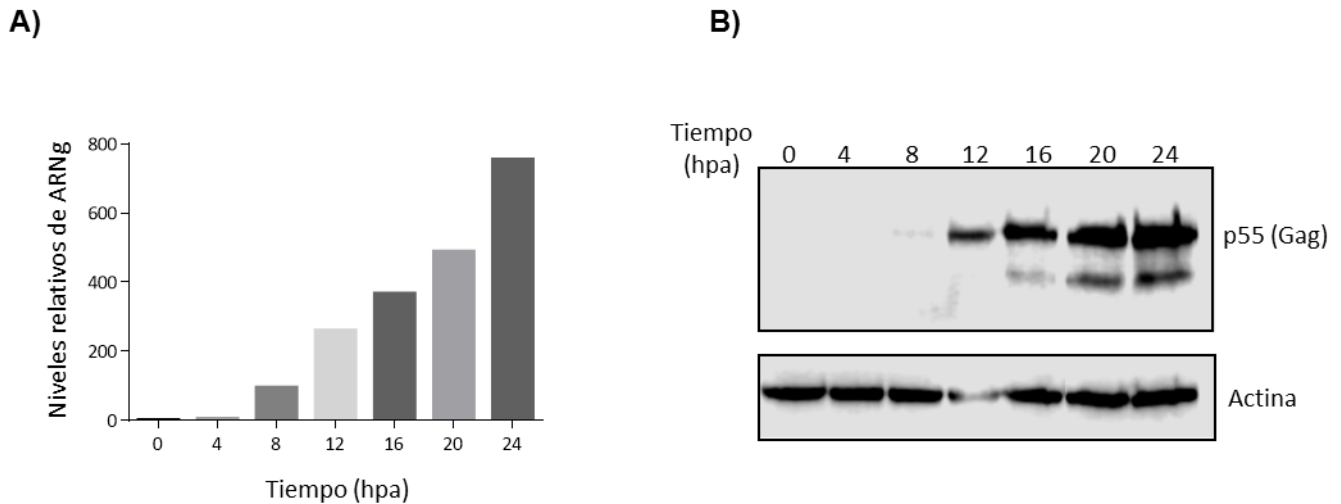 A)
Niveles relativos de ARNg
800
600
400
200
0
0 4 8 12 16 20 24
Tiempo (hpa)
B)
Tiempo
(hpa)
0 4 8 12 16 20 24
p55 (Gag)
Actina